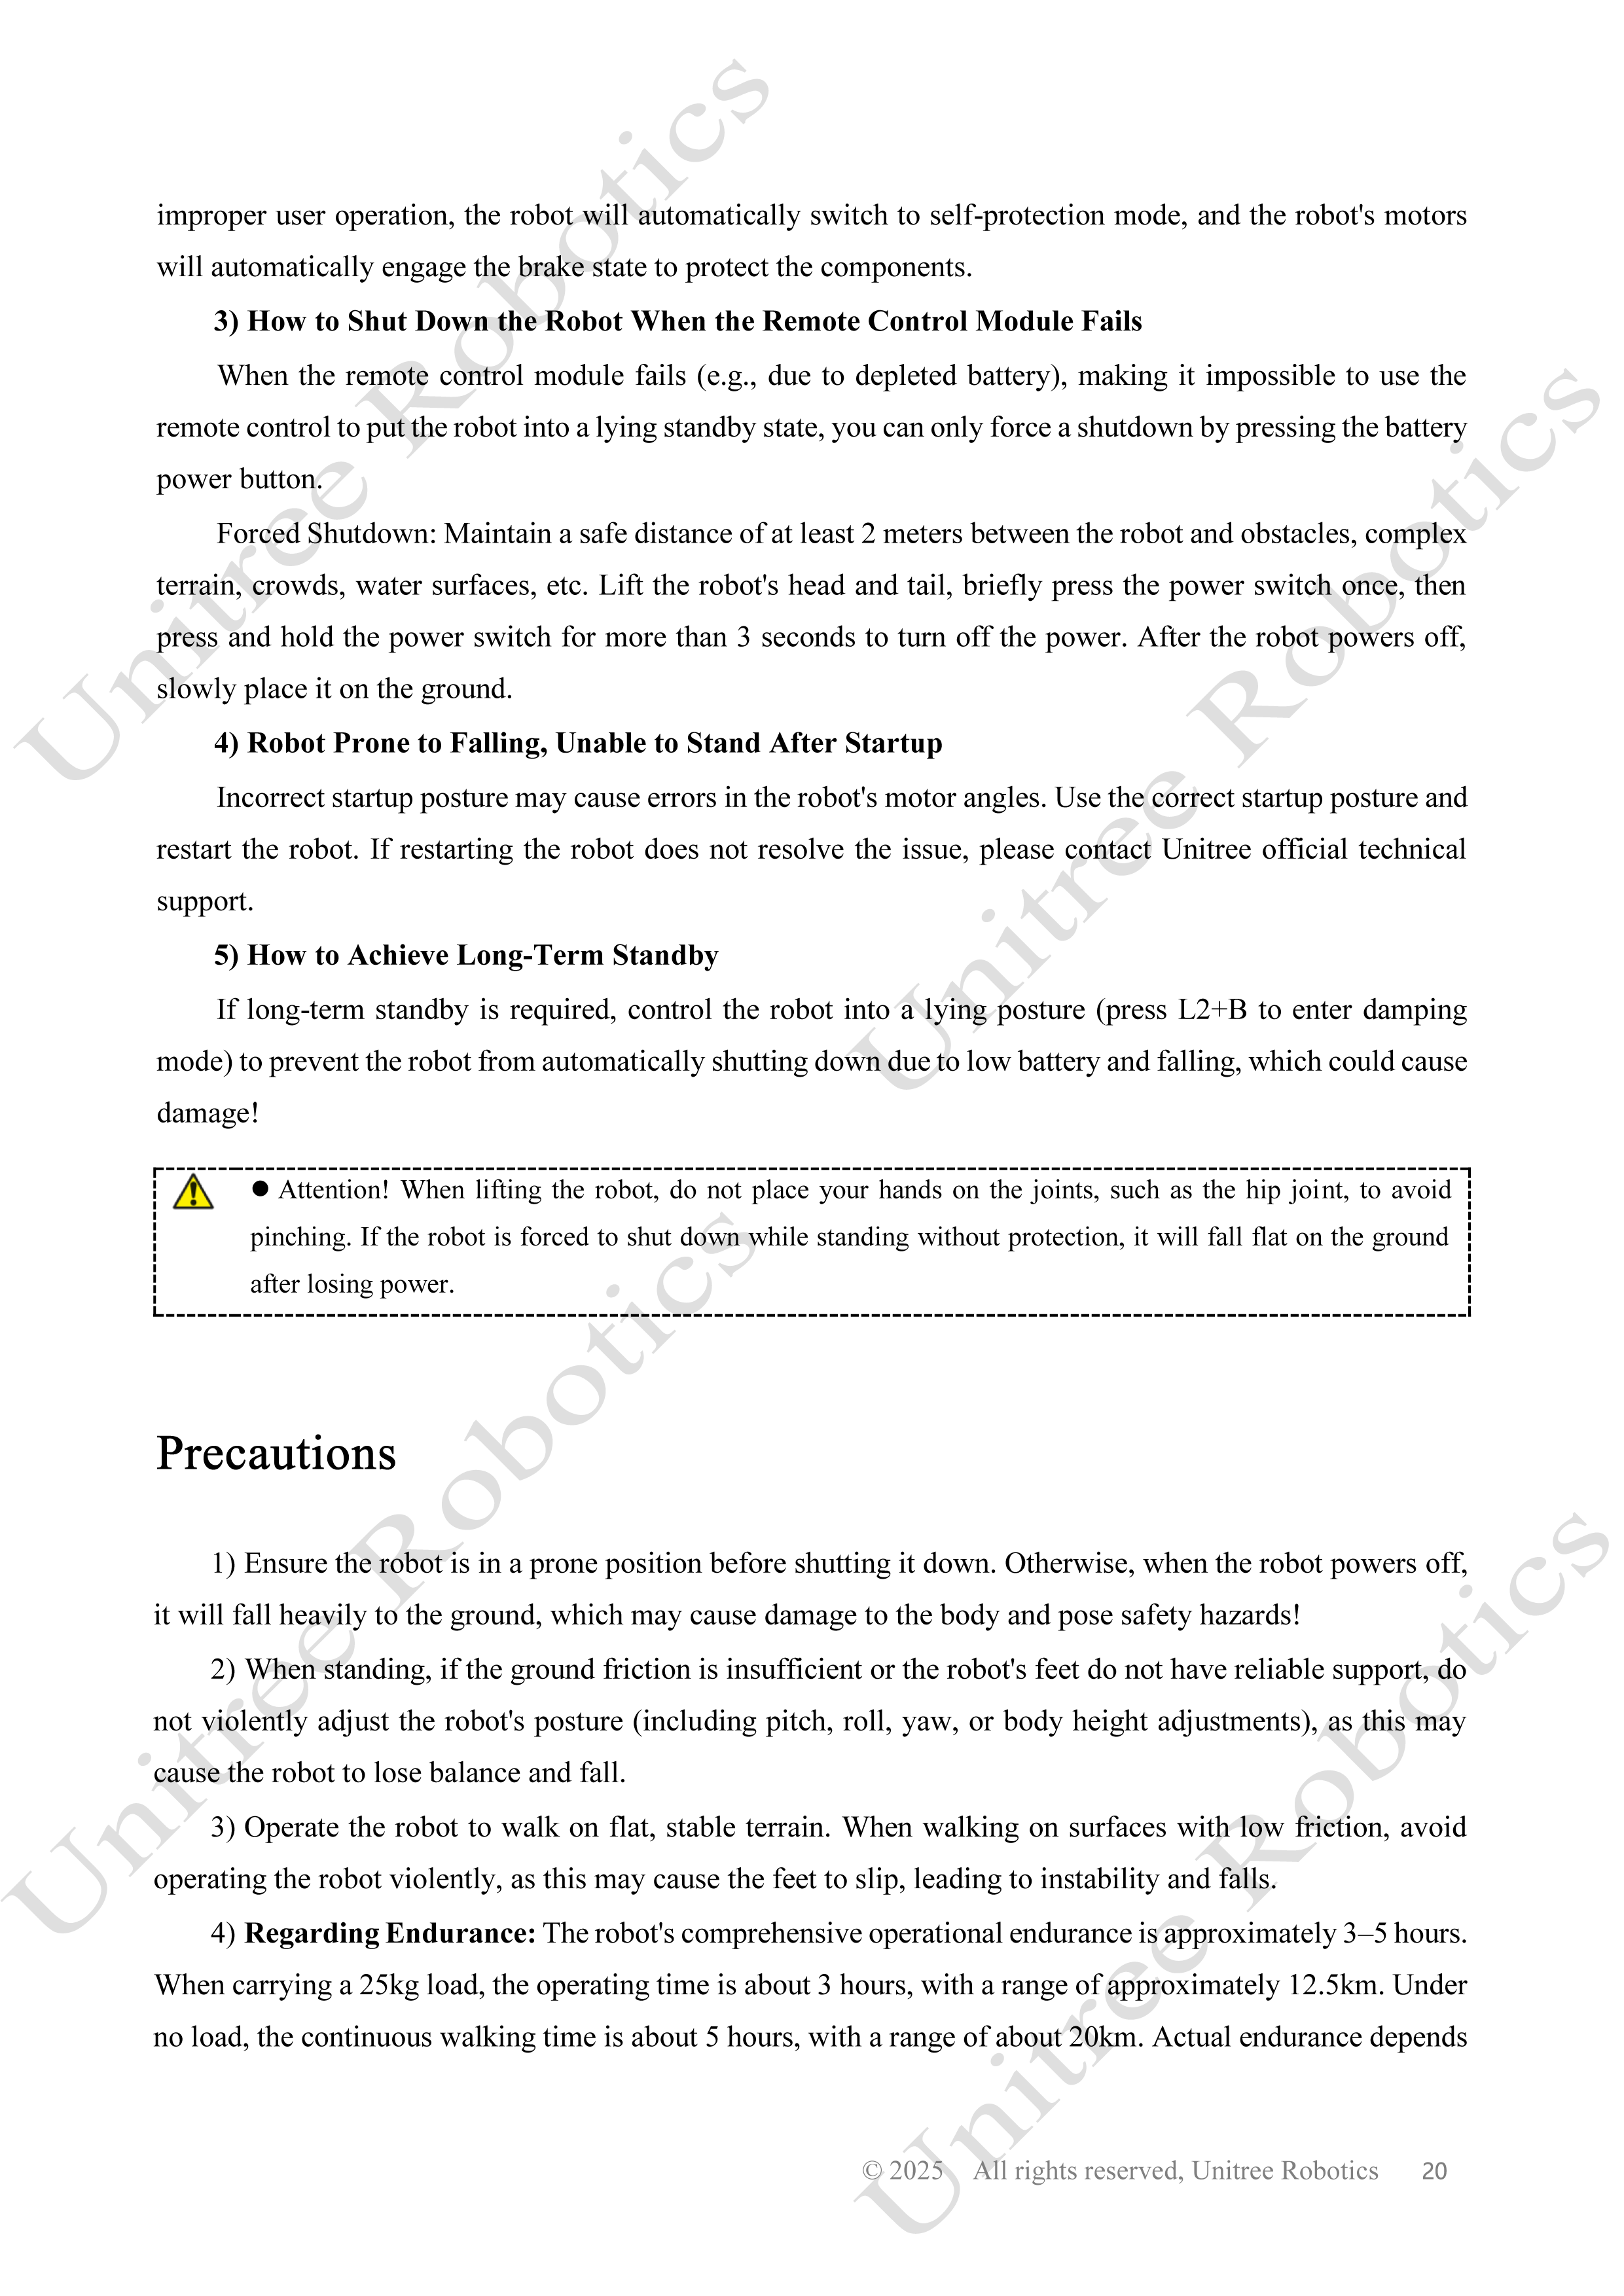 improper user operation, the robot will automatically switch to self-protection mode, and the robot's motors
will automatically engage the brake state to protect the components.
3) How to Shut Down the Robot When the Remote Control Module Fails
When the remote control module fails (e.g., due to depleted battery), making it impossible to use the
remote control to put the robot into a lying standby state, you can only force a shutdown by pressing the battery
power button.
Forced Shutdown: Maintain a safe distance of at least 2 meters between the robot and obstacles, complex
terrain, crowds, water surfaces, etc. Lift the robot's head and tail, briefly press the power switch once, then
press and hold the power switch for more than 3 seconds to turn off the power. After the robot powers off,
slowly place it on the ground.
4) Robot Prone to Falling, Unable to Stand After Startup
Incorrect startup posture may cause errors in the robot's motor angles. Use the correct startup posture and
restart the robot. If restarting the robot does not resolve the issue, please contact Unitree official technical
support.
5) How to Achieve Long-Term Standby
If long-term standby is required, control the robot into a lying posture (press L2+B to enter damping
mode) to prevent the robot from automatically shutting down due to low battery and falling, which could cause
damage!
● Attention! When lifting the robot, do not place your hands on the joints, such as the hip joint, to avoid
pinching. If the robot is forced to shut down while standing without protection, it will fall flat on the ground
after losing power.
Precautions
1) Ensure the robot is in a prone position before shutting it down. Otherwise, when the robot powers off,
it will fall heavily to the ground, which may cause damage to the body and pose safety hazards!
2) When standing, if the ground friction is insufficient or the robot's feet do not have reliable support, do
not violently adjust the robot's posture (including pitch, roll, yaw, or body height adjustments), as this may
cause the robot to lose balance and fall.
3) Operate the robot to walk on flat, stable terrain. When walking on surfaces with low friction, avoid
operating the robot violently, as this may cause the feet to slip, leading to instability and falls.
4) Regarding Endurance: The robot's comprehensive operational endurance is approximately 3–5 hours.
When carrying a 25kg load, the operating time is about 3 hours, with a range of approximately 12.5km. Under
no load, the continuous walking time is about 5 hours, with a range of about 20km. Actual endurance depends
© 2025 All rights reserved, Unitree Robotics 20
Unitree Robotics
Unitree Robotics
Unitree Robotics
Unitree Robotics